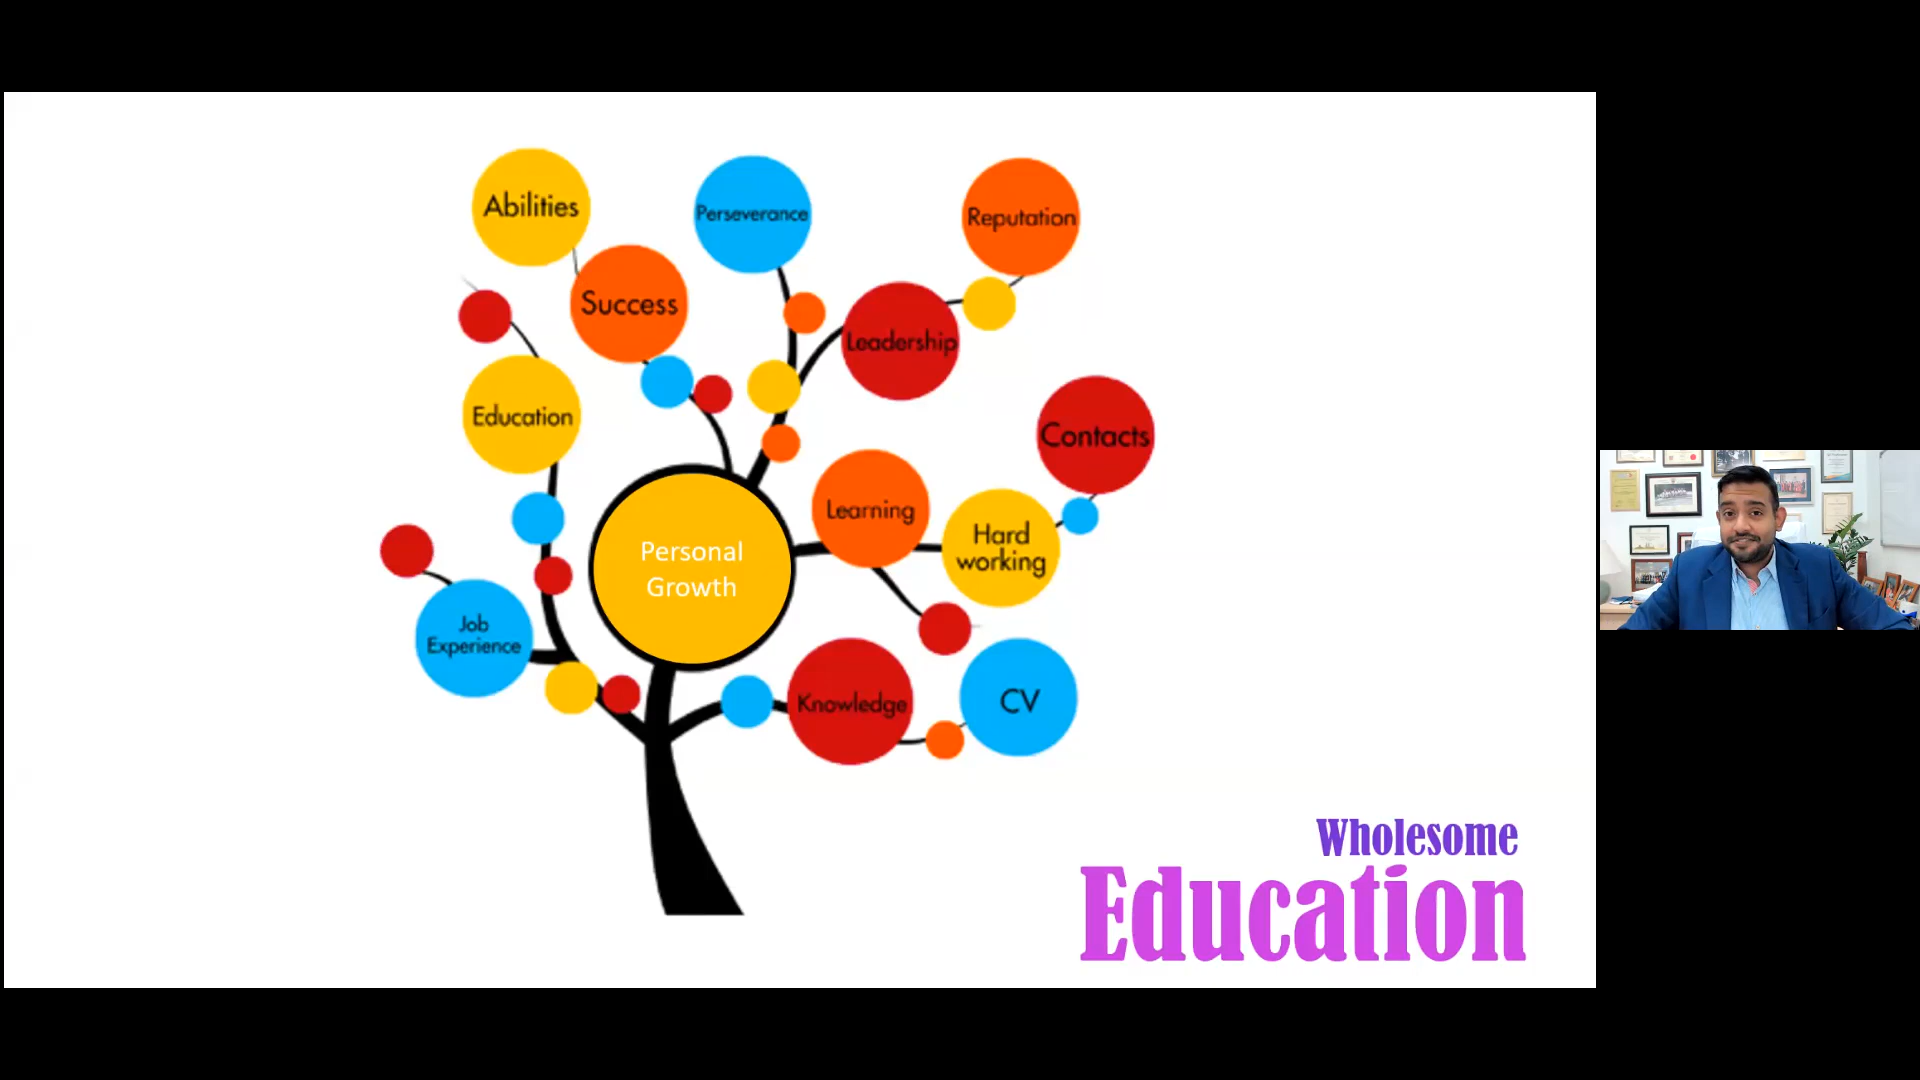 Abilities
Perseverance
Reputation
Success
Leadership
Education
Contacts
Learning
Hard
working
Personal
Growth
Job
Experience
Knowledge
CV
Wholesome
Education